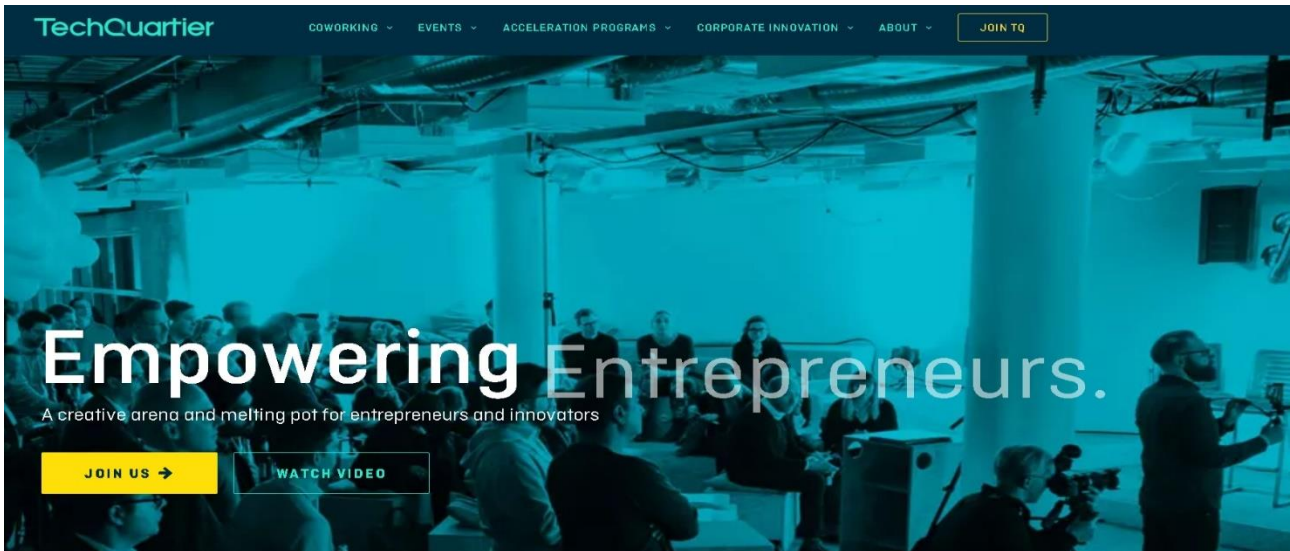 TechQuartier
COWORKING
EVENTS
ACCELERATION PROGRAMS
CORPORATE INNOVATION
ABOUT
JOIN TQ
Empowering Entrepreneurs.
A creative arena and melting pot for entrepreneurs and innovators
JOIN US →
WATCH VIDEO